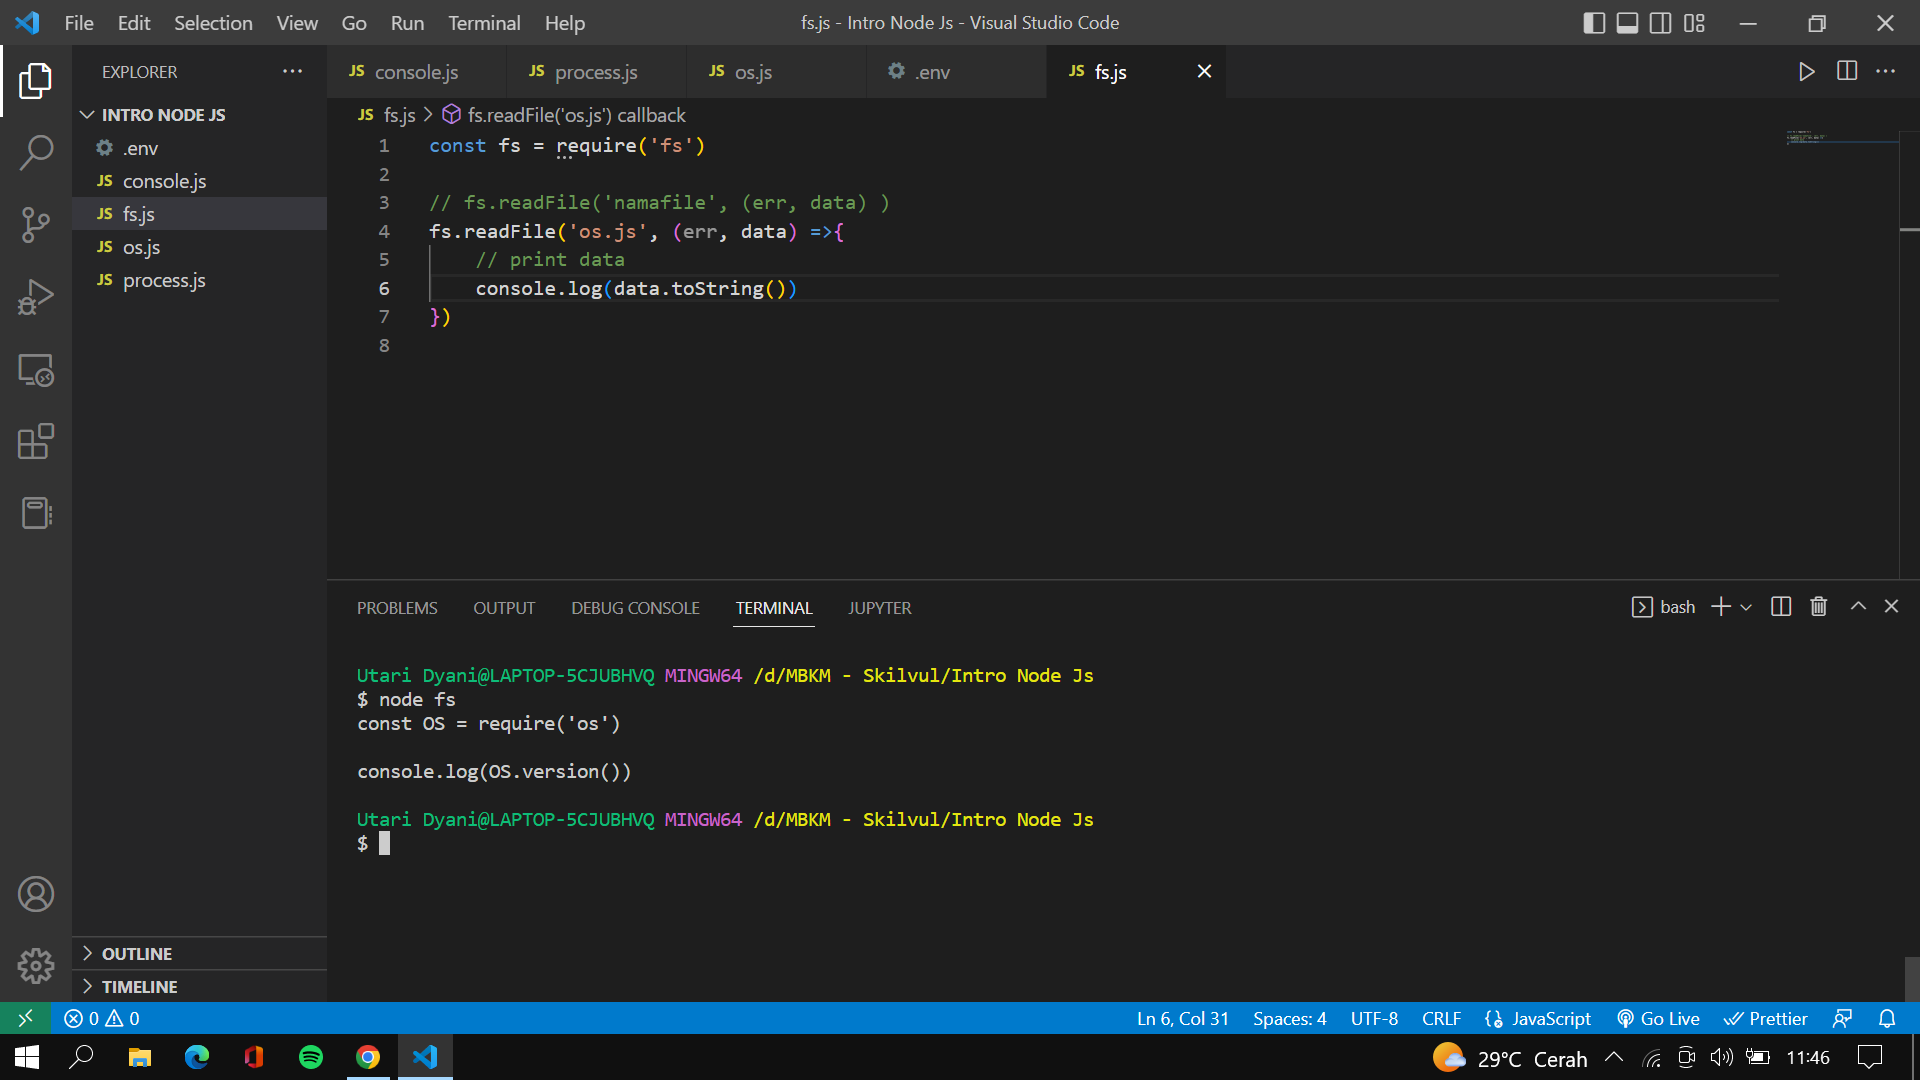 File Edit Selection View Go Run Terminal Help
fs.js - Intro Node Js - Visual Studio Code
EXPLORER
INTRO NODE JS
.env
JS console.js
JS fs.js
JS os.js
JS process.js
OUTLINE
TIMELINE
JS console.js JS process.js JS os.js .env JS fs.js
JS fs.js > fs.readFile('os.js') callback
1 const fs = require('fs')
2
3 // fs.readFile('namafile', (err, data) )
4 fs.readFile('os.js', (err, data) =>{
5 // print data
6 console.log(data.toString())
7 })
8
PROBLEMS OUTPUT DEBUG CONSOLE TERMINAL JUPYTER
bash
Utari Dyani@LAPTOP-5CJUBHVQ MINGW64 /d/MBKM - Skilvul/Intro Node Js
$ node fs
const OS = require('os')
console.log(OS.version())
Utari Dyani@LAPTOP-5CJUBHVQ MINGW64 /d/MBKM - Skilvul/Intro Node Js
$
0 0 Ln 6, Col 31 Spaces: 4 UTF-8 CRLF JavaScript Go Live Prettier
29°C Cerah 11:46